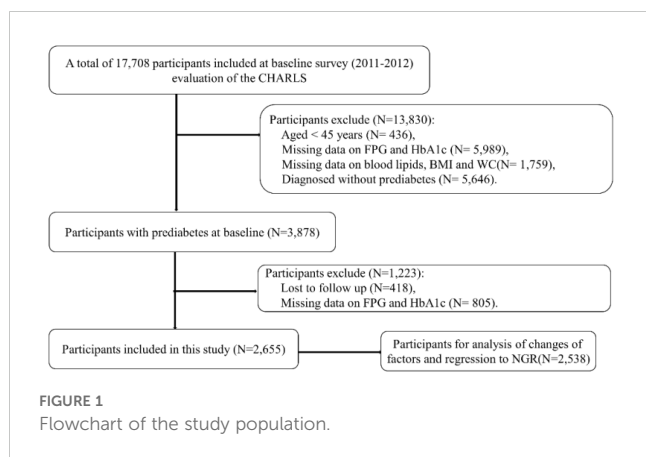 A total of 17,708 participants included at baseline survey (2011-2012)
evaluation of the CHARLS
Participants exclude (N=13,830):
Aged < 45 years (N= 436),
Missing data on FPG and HbA1c (N= 5,989),
Missing data on blood lipids, BMI and WC(N= 1,759),
Diagnosed without prediabetes (N= 5,646).
Participants with prediabetes at baseline (N=3,878)
Participants exclude (N=1,223):
Lost to follow up (N=418),
Missing data on FPG and HbA1c (N= 805).
Participants included in this study (N=2,655)
Participants for analysis of changes of
factors and regression to NGR(N=2,538)
FIGURE 1
Flowchart of the study population.